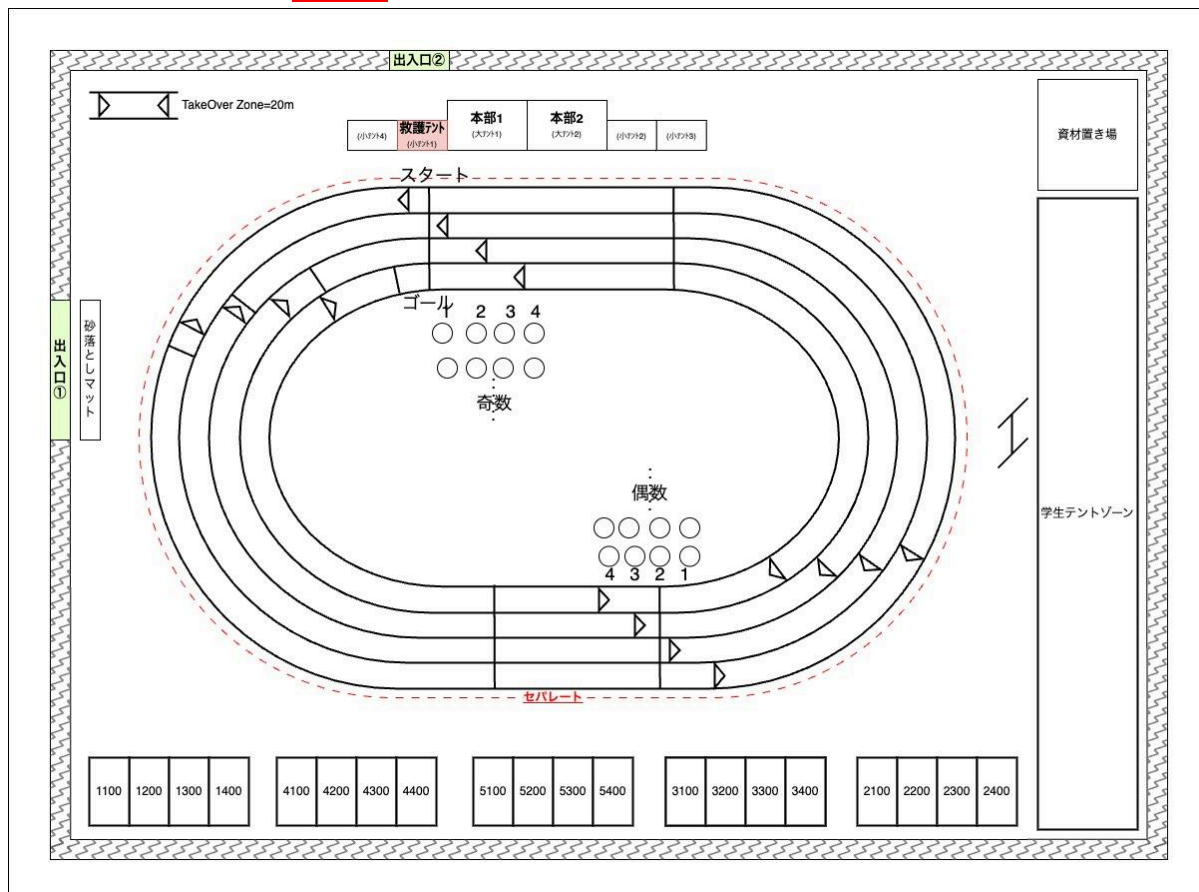 出入口②
TakeOver Zone=20m
本部1
(大テント1)
本部2
(大テント2)
(小テント4)
救護テント
(小テント1)
(小テント2)
(小テント3)
資材置き場
スタート
ゴール
1 2 3 4
奇数
出入口①
砂落としマット
偶数
4 3 2 1
学生テントゾーン
セパレート
1100 1200 1300 1400
4100 4200 4300 4400
5100 5200 5300 5400
3100 3200 3300 3400
2100 2200 2300 2400